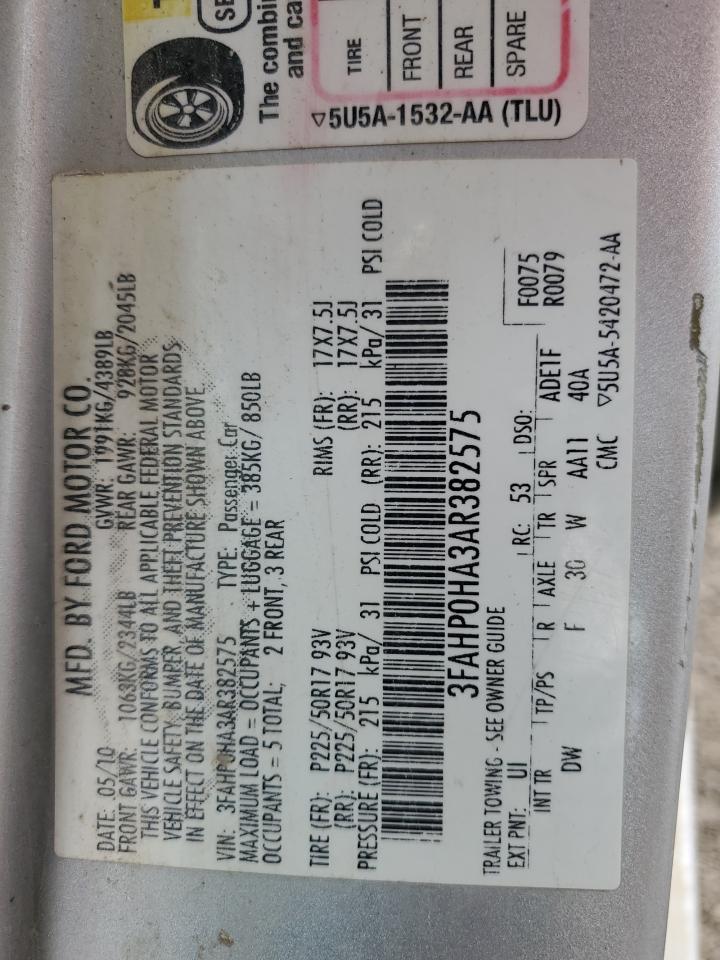 MFD. BY FORD MOTOR CO.
DATE: 05/10 GVWR: 1991KG/4389LB
FRONT GAWR: 1063KG/2344LB REAR GAWR: 928KG/2045LB
THIS VEHICLE CONFORMS TO ALL APPLICABLE FEDERAL MOTOR
VEHICLE SAFETY, BUMPER, AND THEFT PREVENTION STANDARDS
IN EFFECT ON THE DATE OF MANUFACTURE SHOWN ABOVE.
VIN: 3FAHP0HA3AR382575 TYPE: Passenger Car
MAXIMUM LOAD = OCCUPANTS + LUGGAGE = 385KG/ 850LB
OCCUPANTS = 5 TOTAL; 2 FRONT, 3 REAR
TIRE (FR): P225/50R17 93V RIMS (FR): 17X7.5J
(RR): P225/50R17 93V (RR): 17X7.5J
PRESSURE (FR): 215 kPa/ 31 PSI COLD (RR): 215 kPa/ 31 PSI COLD
3FAHP0HA3AR382575
TRAILER TOWING - SEE OWNER GUIDE
EXT PNT: UI RC: 53 DSO: F0075
R0079
INT TR TP/PS R AXLE TR SPR ADE1F
DW F 30 W AA11 40A
CMC ▽5U5A-5420472-AA
SE
The combin
and ca
TIRE
FRONT
REAR
SPARE
▽5U5A-1532-AA (TLU)